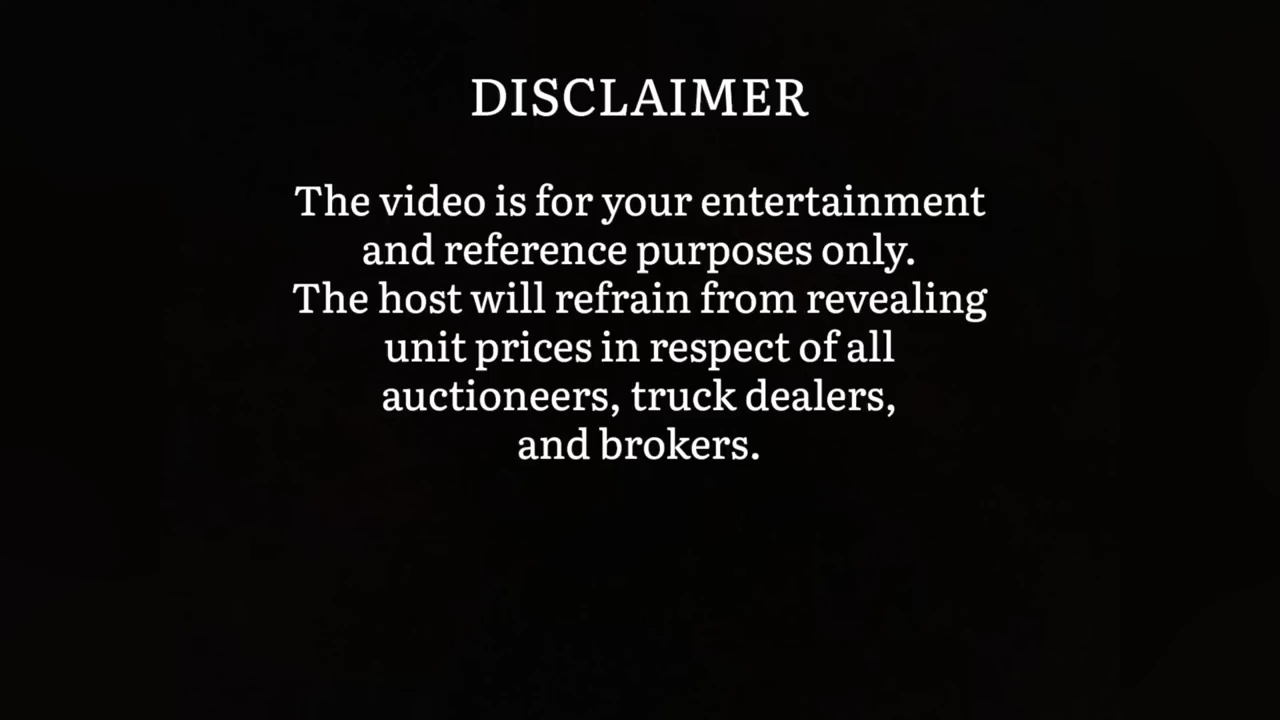 DISCLAIMER
The video is for your entertainment
and reference purposes only.
The host will refrain from revealing
unit prices in respect of all
auctioneers, truck dealers,
and brokers.